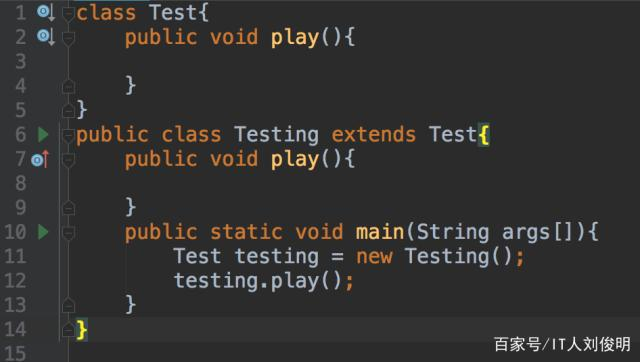 1 class Test{
2     public void play(){
3
4     }
5 }
6 public class Testing extends Test{
7     public void play(){
8
9     }
10     public static void main(String args[]){
11         Test testing = new Testing();
12         testing.play();
13     }
14 }
15
百家号/IT人刘俊明